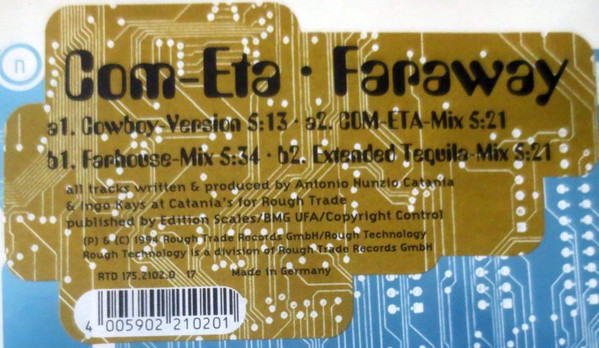 n
Com-Eta · Faraway
a1. Cowboy-Version 5:13 · a2. COM-ETA-Mix 5:21
b1. Farhouse-Mix 5:34 · b2. Extended Tequila-Mix 5:21
all tracks written & produced by Antonio Nunzio Catania
& Ingo Kays at Catania's for Rough Trade
published by Edition Scales/BMG UFA/Copyright Control
(P) & (C) 1994 Rough Trade Records GmbH/Rough Technology
Rough Technology is a division of Rough Trade Records GmbH
RTD 175.2102.0 17 Made in Germany
4 005902 210201